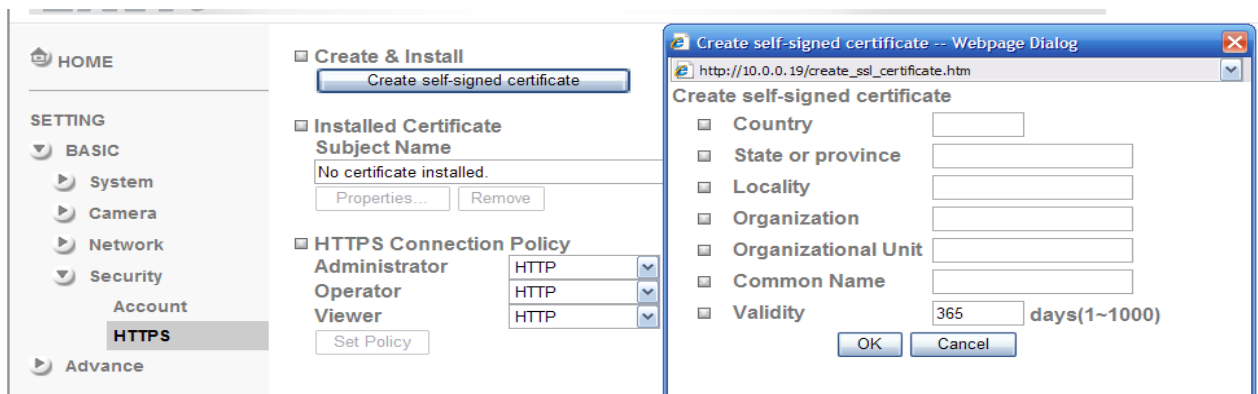 HOME
SETTING
BASIC
System
Camera
Network
Security
Account
HTTPS
Advance
Create & Install
Create self-signed certificate
Installed Certificate
Subject Name
No certificate installed.
Properties... Remove
HTTPS Connection Policy
Administrator HTTP
Operator HTTP
Viewer HTTP
Set Policy
Create self-signed certificate -- Webpage Dialog
http://10.0.0.19/create_ssl_certificate.htm
Create self-signed certificate
Country
State or province
Locality
Organization
Organizational Unit
Common Name
Validity 365 days(1~1000)
OK Cancel